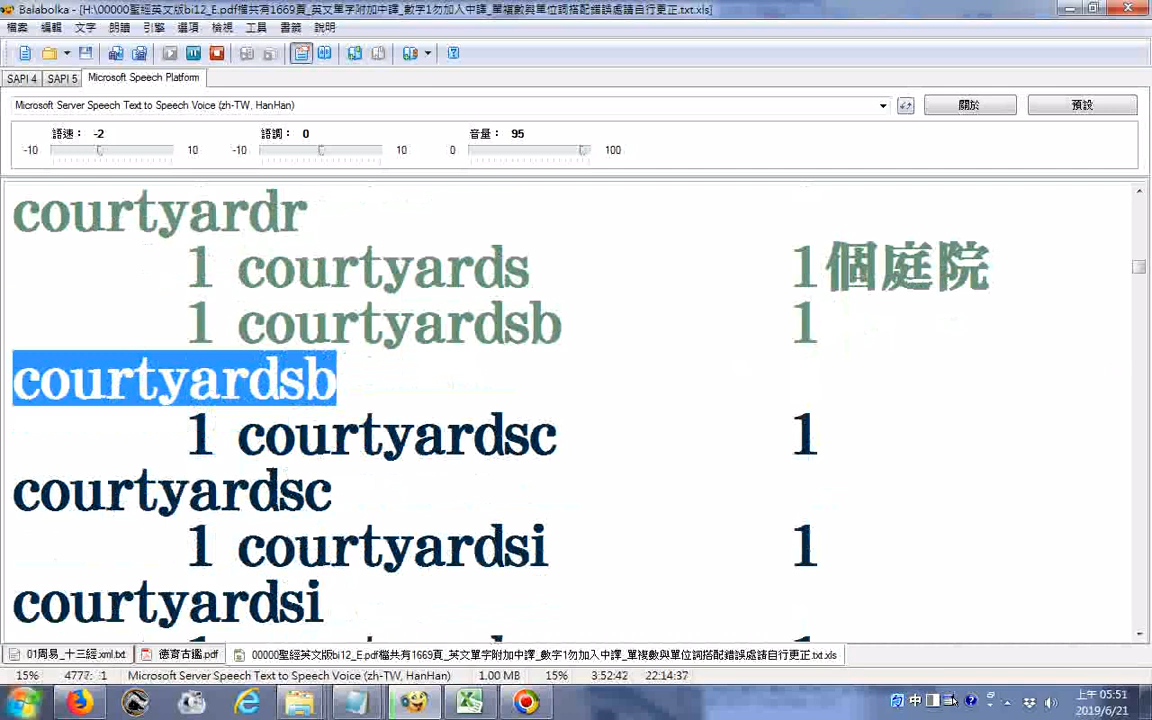 Balabolka - [H:\00000聖經英文版bi12_E.pdf檔共有1669頁_英文單字附加中譯_數字1勿加入中譯_單複數與單位詞搭配錯誤處請自行更正.txt.xls]
檔案 編輯 文字 朗讀 引擎 選項 檢視 工具 書籤 說明
SAPI 4 SAPI 5 Microsoft Speech Platform
Microsoft Server Speech Text to Speech Voice (zh-TW, HanHan) 關於 預設
語速： -2 語調： 0 音量： 95
-10 10 -10 10 0 100
courtyardr
1 courtyards 1個庭院
1 courtyardsb 1
courtyardsb
1 courtyardsc 1
courtyardsc
1 courtyardsi 1
courtyardsi
01周易_十三經.xml.txt 德育古鑑.pdf 00000聖經英文版bi12_E.pdf檔共有1669頁_英文單字附加中譯_數字1勿加入中譯_單複數與單位詞搭配錯誤處請自行更正.txt.xls
15% 4777: 1 Microsoft Server Speech Text to Speech Voice (zh-TW, HanHan) 1.00 MB 15% 3:52:42 22:14:37
中 上午 05:51
2019/6/21